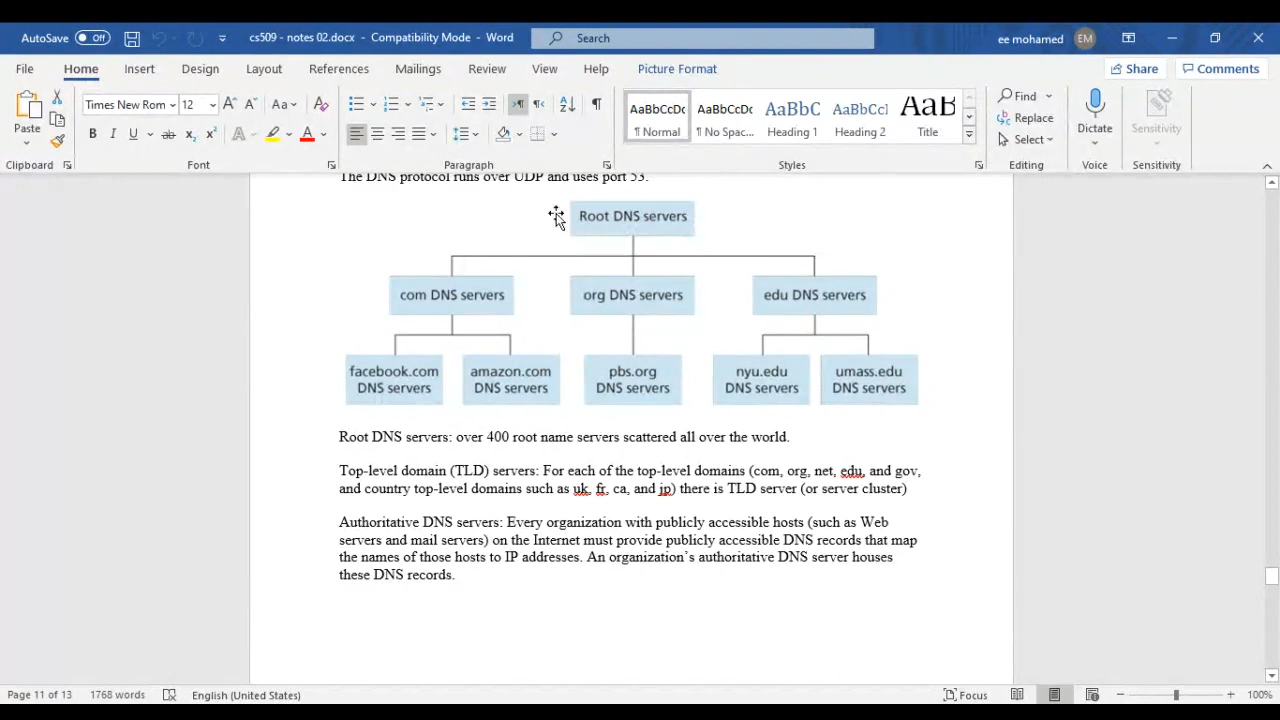 AutoSave Off cs509 - notes 02.docx - Compatibility Mode - Word Search ee mohamed EM
File Home Insert Design Layout References Mailings Review View Help Picture Format Share Comments
Paste Times New Rom 12 A A Aa A
B I U ab x₂ x² A A
AaBbCcDc AaBbCcDc AaBbC AaBbCcI AaB
¶ Normal ¶ No Spac... Heading 1 Heading 2 Title
Find
Replace
Select
Dictate Sensitivity
Clipboard Font Paragraph Styles Editing Voice Sensitivity
The DNS protocol runs over UDP and uses port 53.
Root DNS servers
com DNS servers org DNS servers edu DNS servers
facebook.com amazon.com pbs.org nyu.edu umass.edu
DNS servers DNS servers DNS servers DNS servers DNS servers
Root DNS servers: over 400 root name servers scattered all over the world.
Top-level domain (TLD) servers: For each of the top-level domains (com, org, net, edu, and gov,
and country top-level domains such as uk, fr, ca, and jp) there is TLD server (or server cluster)
Authoritative DNS servers: Every organization with publicly accessible hosts (such as Web
servers and mail servers) on the Internet must provide publicly accessible DNS records that map
the names of those hosts to IP addresses. An organization’s authoritative DNS server houses
these DNS records.
Page 11 of 13 1768 words English (United States) Focus 100%